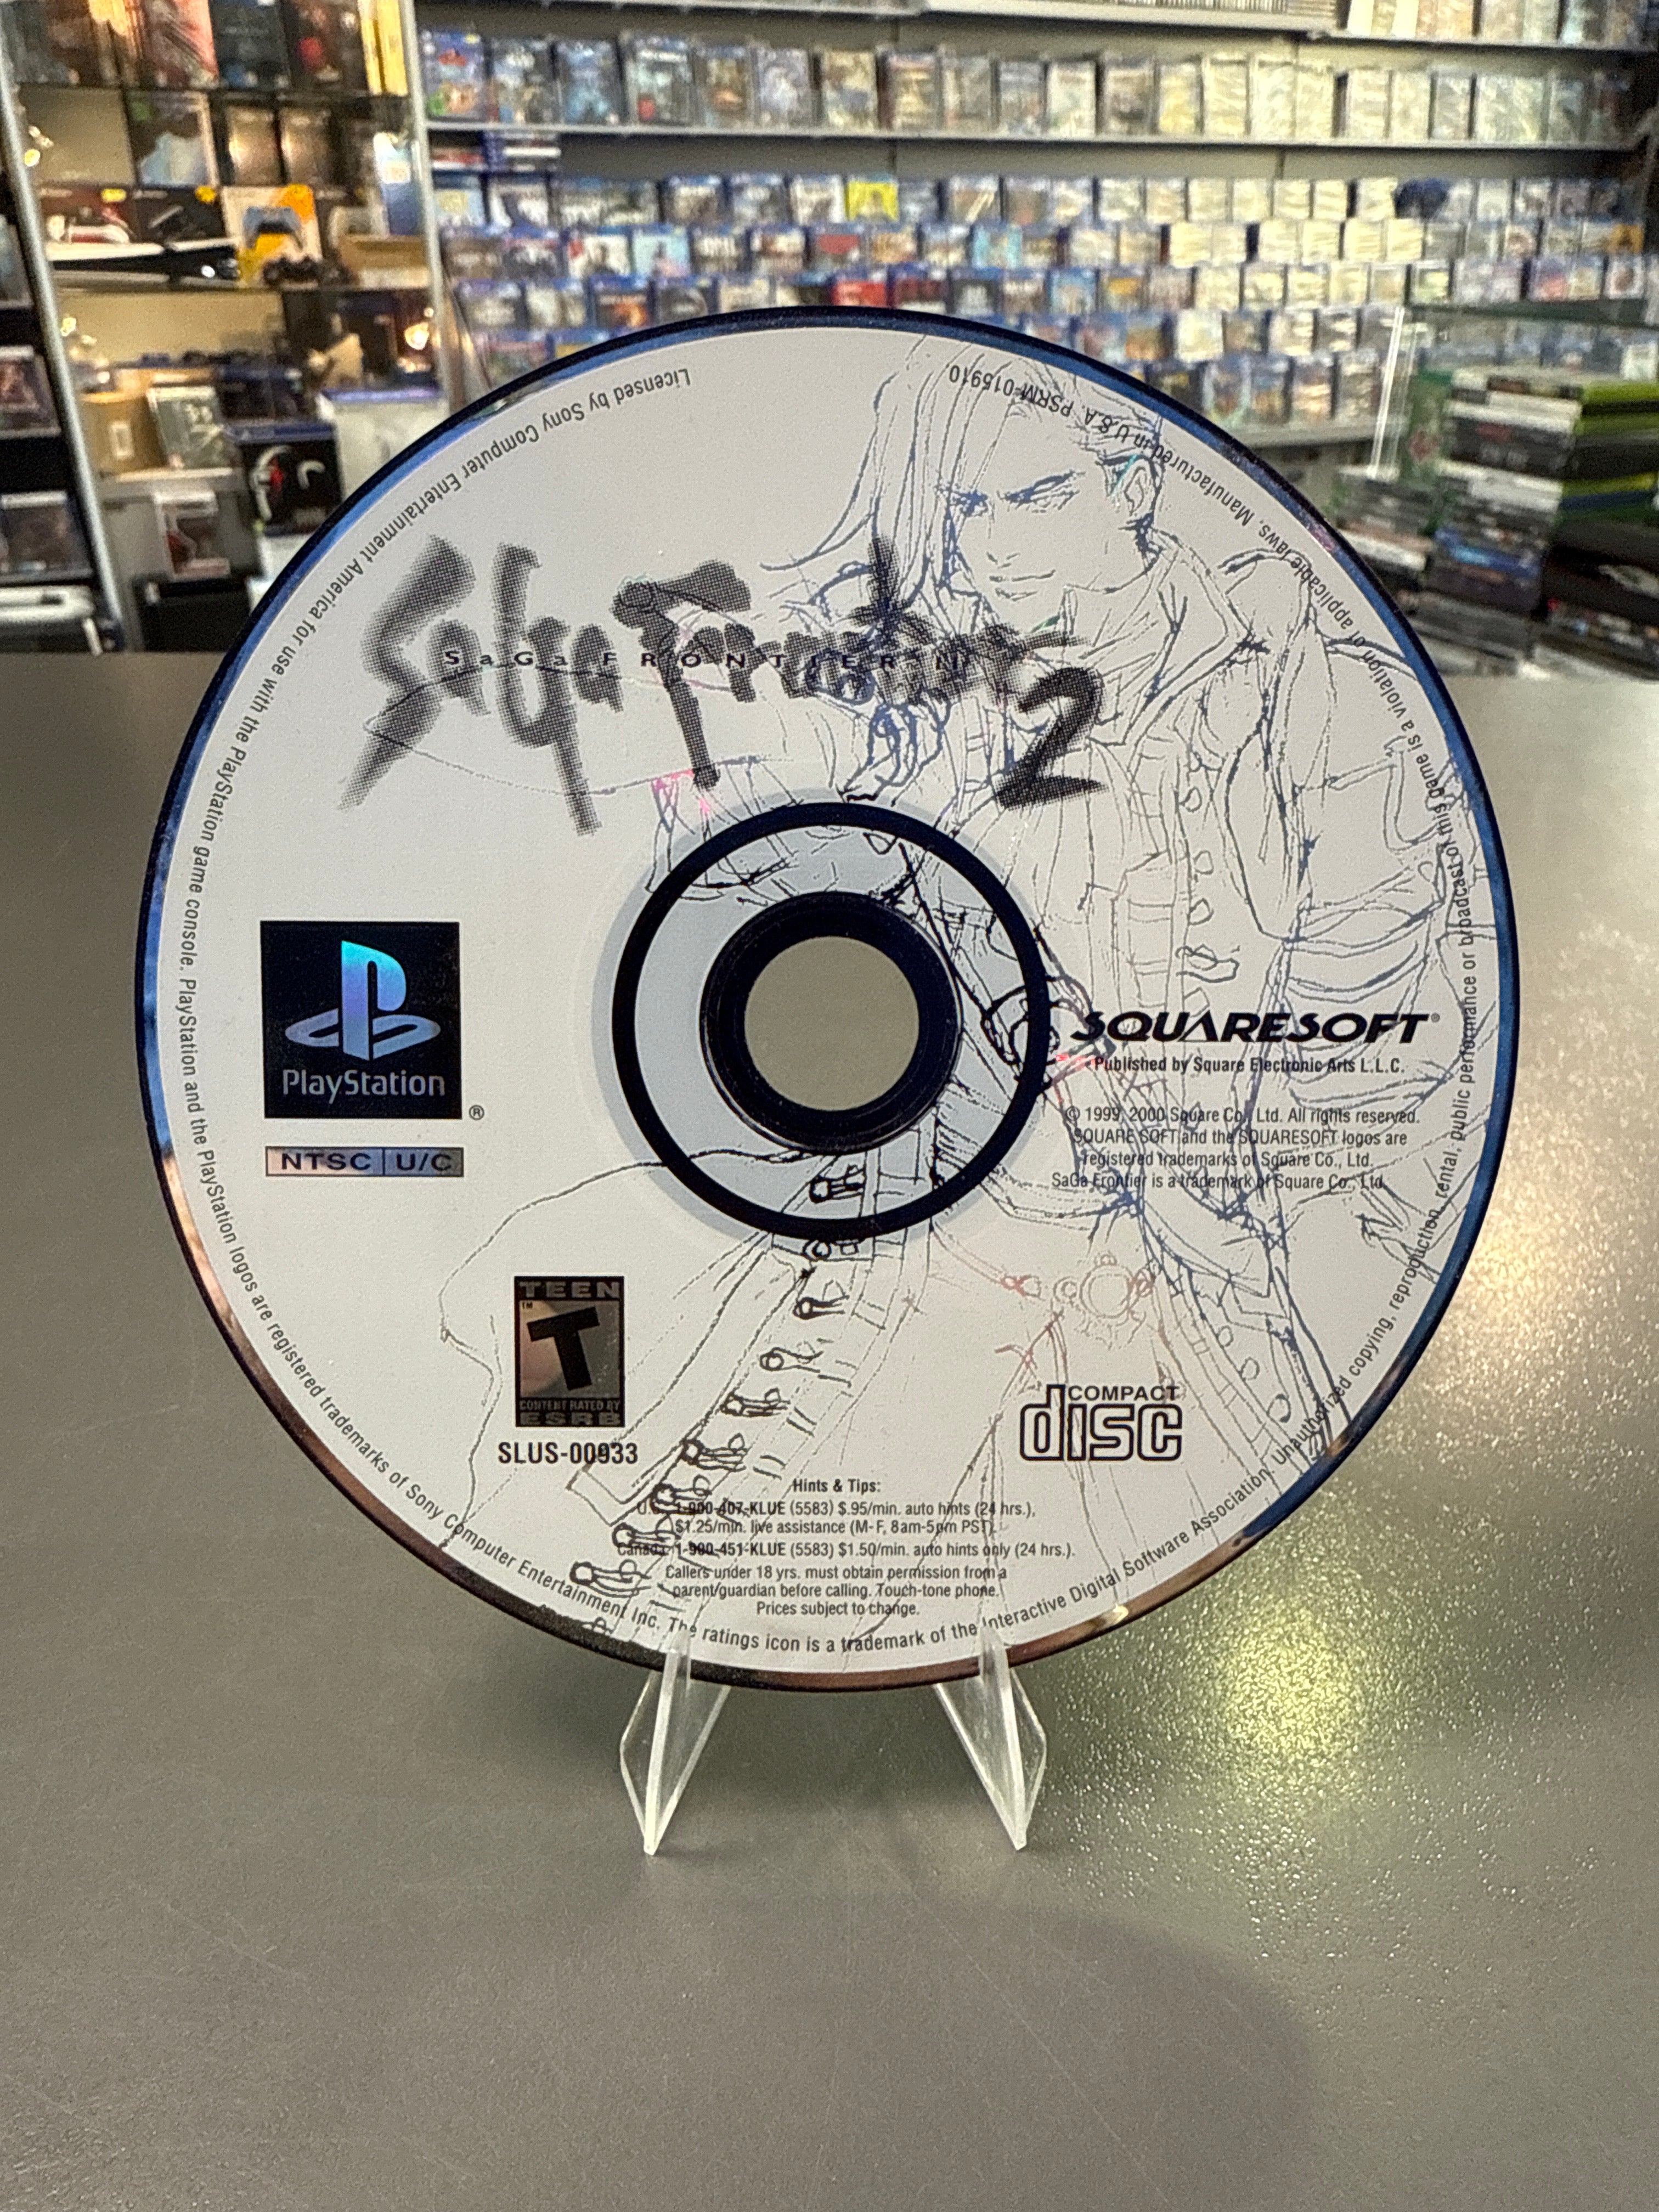 SaGa Frontier 2
SaGa FRONTIER II
PlayStation
®
NTSC U/C
SQUARESOFT®
Published by Square Electronic Arts L.L.C.
© 1999, 2000 Square Co., Ltd. All rights reserved.
SQUARE SOFT and the SQUARESOFT logos are
registered trademarks of Square Co., Ltd.
SaGa Frontier is a trademark of Square Co., Ltd.
TEEN
T
TM
CONTENT RATED BY
ESRB
SLUS-00933
COMPACT
disc
Hints & Tips:
U.S. 1-900-407-KLUE (5583) $.95/min. auto hints (24 hrs.),
$1.25/min. live assistance (M-F, 8am-5pm PST).
Canada: 1-900-451-KLUE (5583) $1.50/min. auto hints only (24 hrs.).
Callers under 18 yrs. must obtain permission from a
parent/guardian before calling. Touch-tone phone.
Prices subject to change.
Licensed by Sony Computer Entertainment America for use with the PlayStation game console. PlayStation and the PlayStation logos are registered trademarks of Sony Computer Entertainment Inc. The ratings icon is a trademark of the Interactive Digital Software Association. Unauthorized copying, reproduction, rental, public performance or broadcast of this game is a violation of applicable laws. Manufactured in U.S.A. PSRM-015910